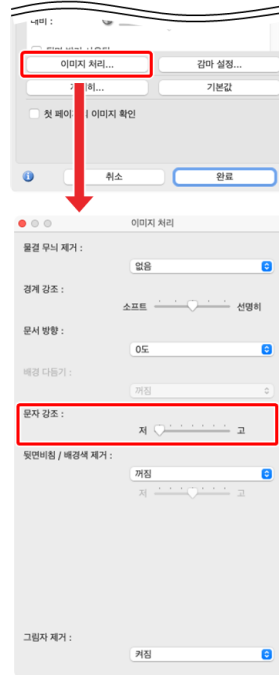 이미지 처리...
감마 설정...
기본값
이미지 확인
취소
완료
이미지 처리
물결 무늬 제거 :
없음
경계 강조 :
소프트
선명히
문서 방향 :
0도
배경 다듬기 :
꺼짐
문자 강조 :
저
고
뒷면비침 / 배경색 제거 :
꺼짐
저
고
그림자 제거 :
커짐